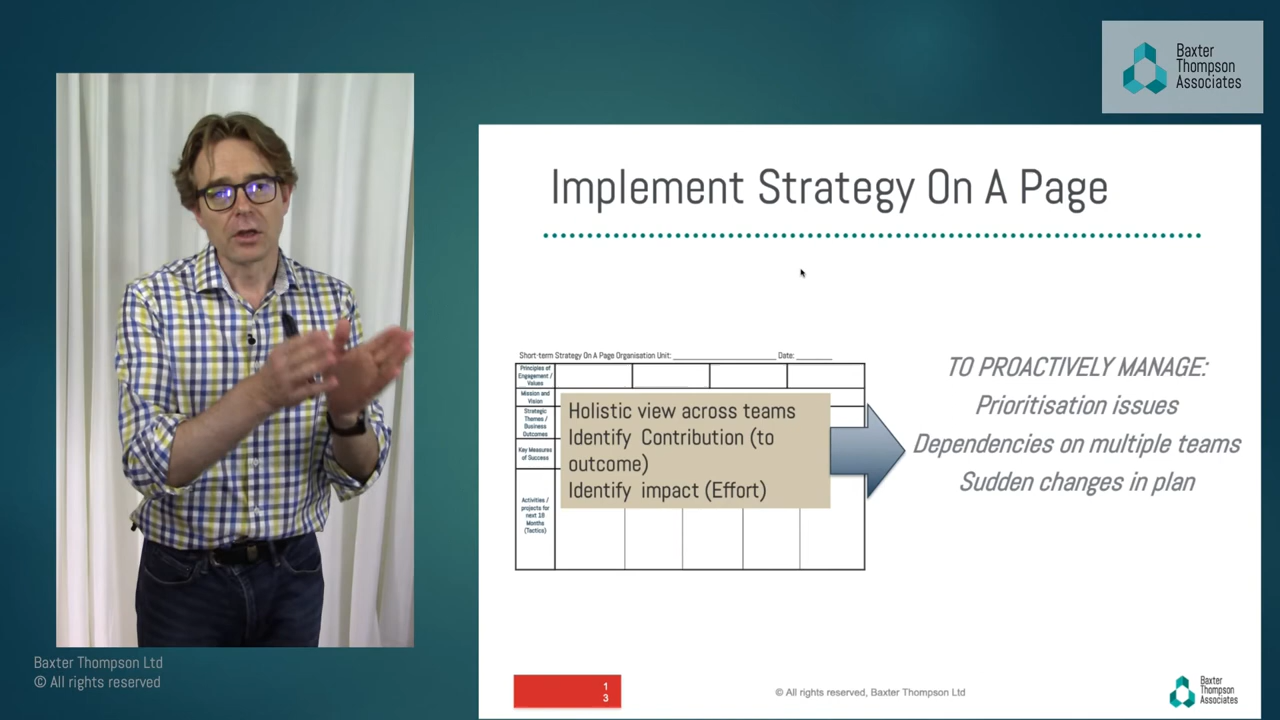 Baxter
Thompson
Associates
Implement Strategy On A Page
Short-term Strategy On A Page Organisation Unit: ____________________ Date: _______
Principles of
Engagement /
Values
Mission and
Vision
Strategic
Themes /
Business
Outcomes
Key Measures
of Success
Activities /
projects for
next 18
Months
(Tactics)
Holistic view across teams
Identify Contribution (to
outcome)
Identify impact (Effort)
TO PROACTIVELY MANAGE:
Prioritisation issues
Dependencies on multiple teams
Sudden changes in plan
Baxter Thompson Ltd
© All rights reserved
1
3
© All rights reserved, Baxter Thompson Ltd
Baxter
Thompson
Associates